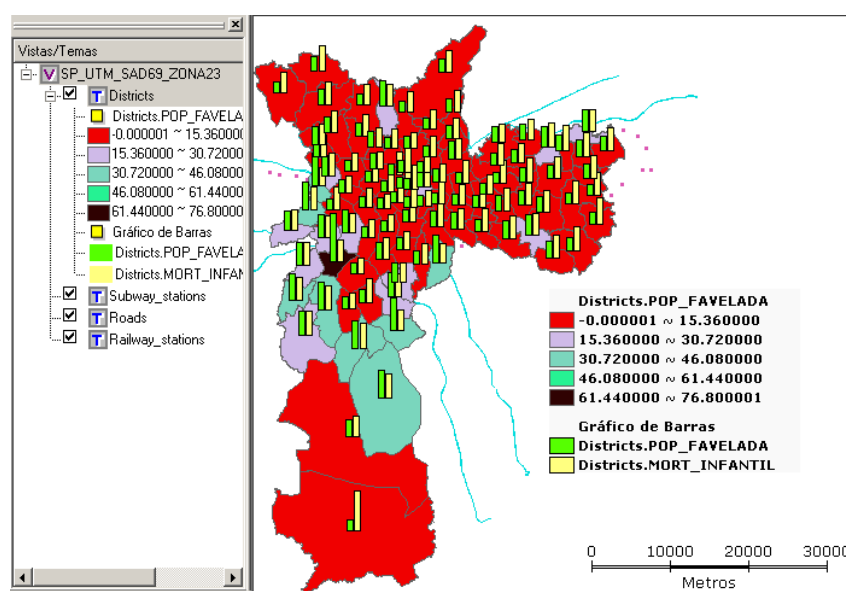 Vistas/Temas
SP_UTM_SAD69_ZONA23
Districts
Districts.POP_FAVELA
-0.000001 ~ 15.360000
15.360000 ~ 30.720000
30.720000 ~ 46.080000
46.080000 ~ 61.440000
61.440000 ~ 76.80000
Gráfico de Barras
Districts.POP_FAVELA
Districts.MORT_INFAN
Subway_stations
Roads
Railway_stations
Districts.POP_FAVELADA
-0.000001 ~ 15.360000
15.360000 ~ 30.720000
30.720000 ~ 46.080000
46.080000 ~ 61.440000
61.440000 ~ 76.800001
Gráfico de Barras
Districts.POP_FAVELADA
Districts.MORT_INFANTIL
0 10000 20000 30000
Metros